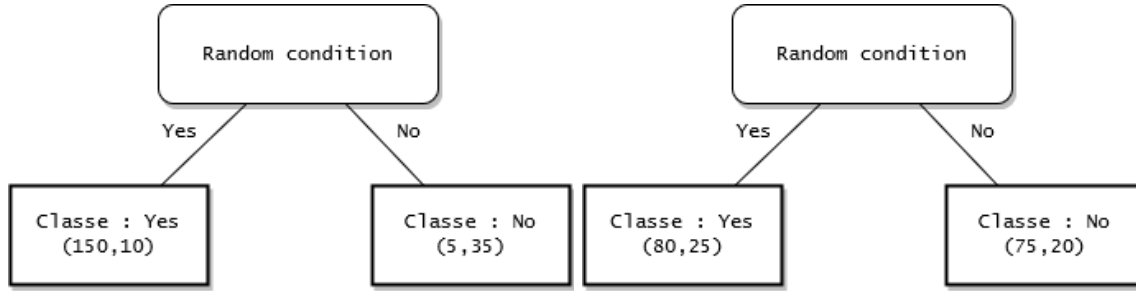 Random condition
Yes
No
Classe : Yes
(150,10)
Classe : No
(5,35)
Random condition
Yes
No
Classe : Yes
(80,25)
Classe : No
(75,20)